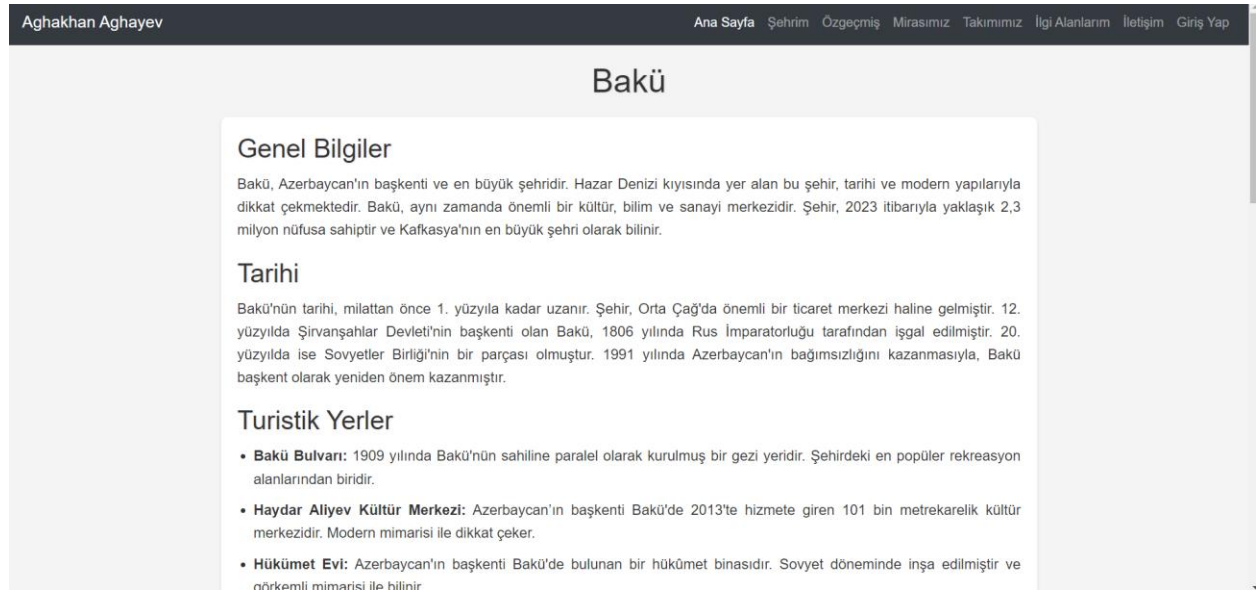 Aghakhan Aghayev
Ana Sayfa Şehrim Özgeçmiş Mirasımız Takımımız İlgi Alanlarım İletişim Giriş Yap
Bakü
Genel Bilgiler
Bakü, Azerbaycan'ın başkenti ve en büyük şehridir. Hazar Denizi kıyısında yer alan bu şehir, tarihi ve modern yapılarıyla
dikkat çekmektedir. Bakü, aynı zamanda önemli bir kültür, bilim ve sanayi merkezidir. Şehir, 2023 itibarıyla yaklaşık 2,3
milyon nüfusa sahiptir ve Kafkasya'nın en büyük şehri olarak bilinir.
Tarihi
Bakü'nün tarihi, milattan önce 1. yüzyıla kadar uzanır. Şehir, Orta Çağ'da önemli bir ticaret merkezi haline gelmiştir. 12.
yüzyılda Şirvanşahlar Devleti'nin başkenti olan Bakü, 1806 yılında Rus İmparatorluğu tarafından işgal edilmiştir. 20.
yüzyılda ise Sovyetler Birliği'nin bir parçası olmuştur. 1991 yılında Azerbaycan'ın bağımsızlığını kazanmasıyla, Bakü
başkent olarak yeniden önem kazanmıştır.
Turistik Yerler
• Bakü Bulvarı: 1909 yılında Bakü'nün sahiline paralel olarak kurulmuş bir gezi yeridir. Şehirdeki en popüler rekreasyon
alanlarından biridir.
• Haydar Aliyev Kültür Merkezi: Azerbaycan'ın başkenti Bakü'de 2013'te hizmete giren 101 bin metrekarelik kültür
merkezidir. Modern mimarisi ile dikkat çeker.
• Hükümet Evi: Azerbaycan'ın başkenti Bakü'de bulunan bir hükûmet binasıdır. Sovyet döneminde inşa edilmiştir ve
görkemli mimarisi ile bilinir.